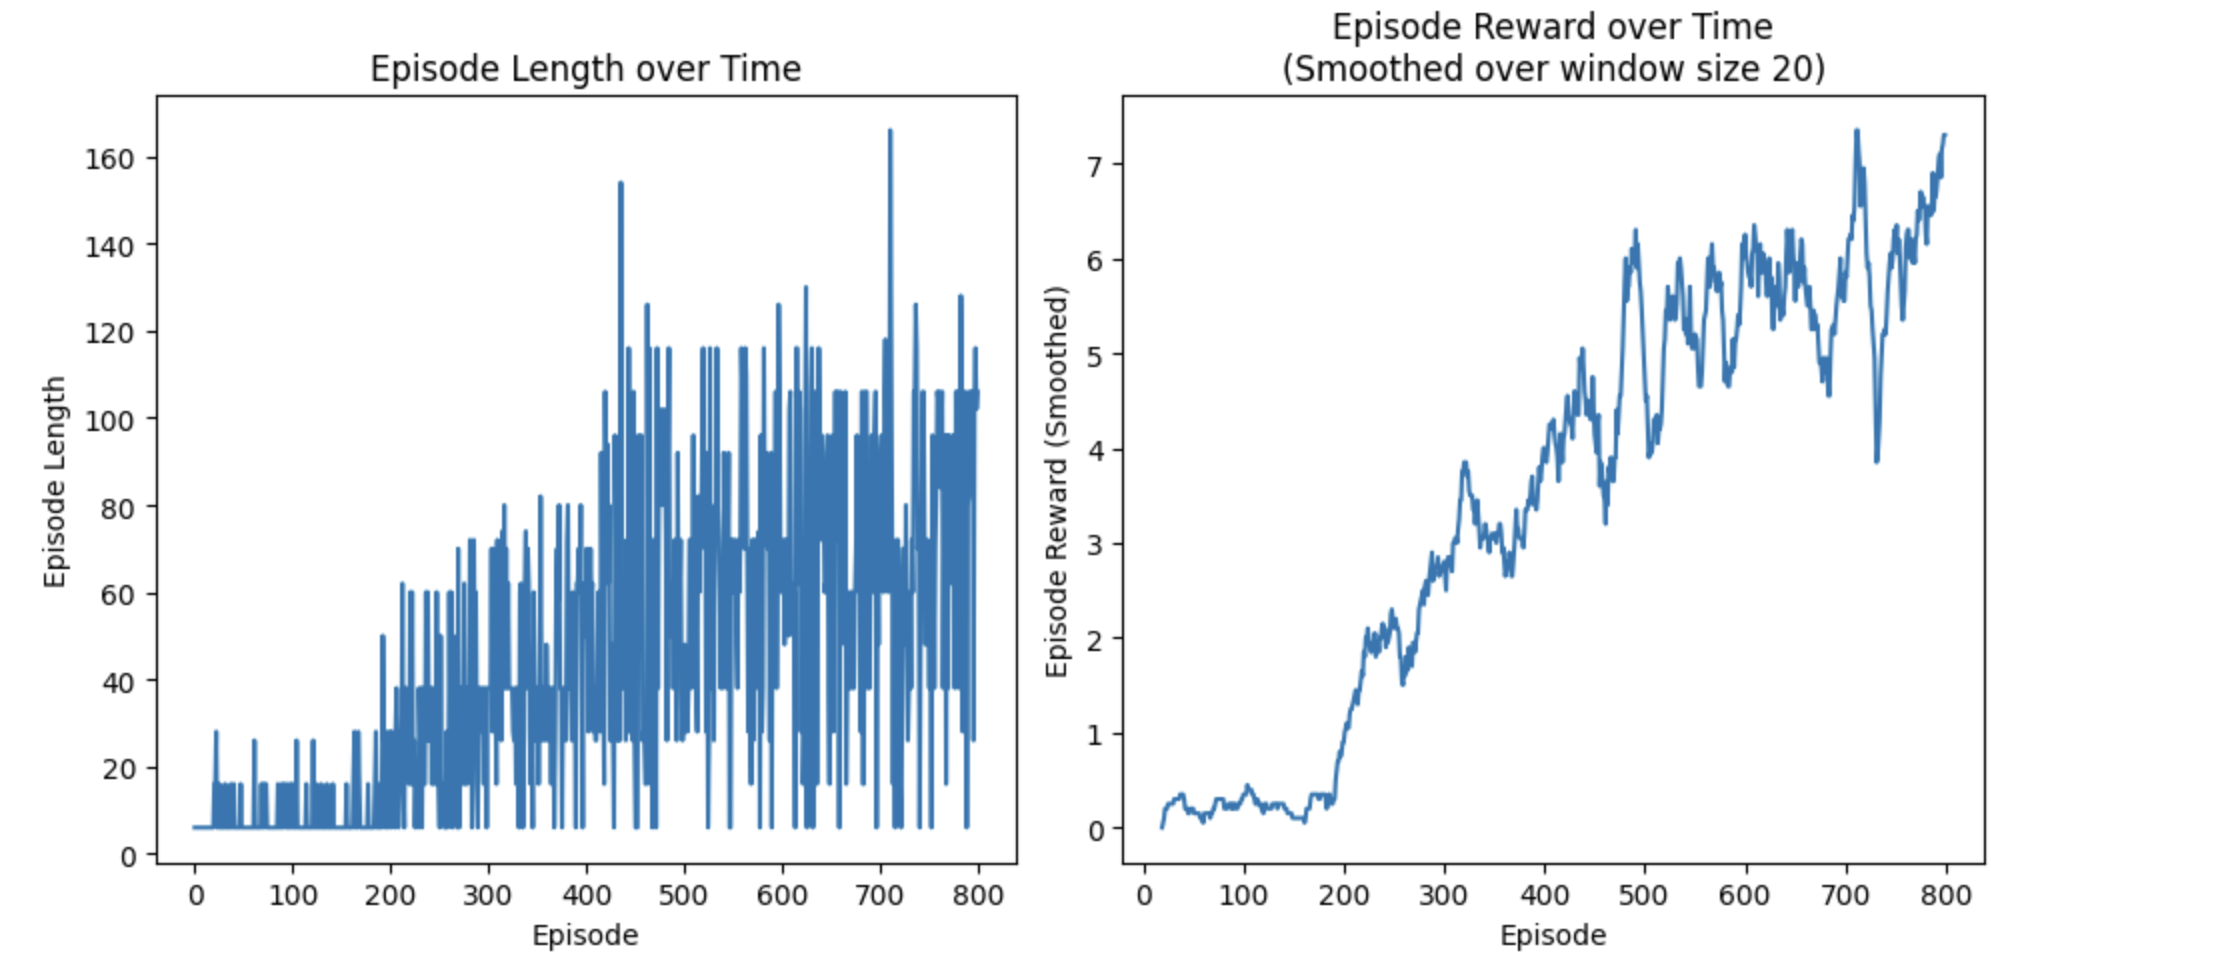 Episode Length over Time
Episode Length
160
140
120
100
80
60
40
20
0
0 100 200 300 400 500 600 700 800
Episode
Episode Reward over Time
(Smoothed over window size 20)
Episode Reward (Smoothed)
7
6
5
4
3
2
1
0
0 100 200 300 400 500 600 700 800
Episode